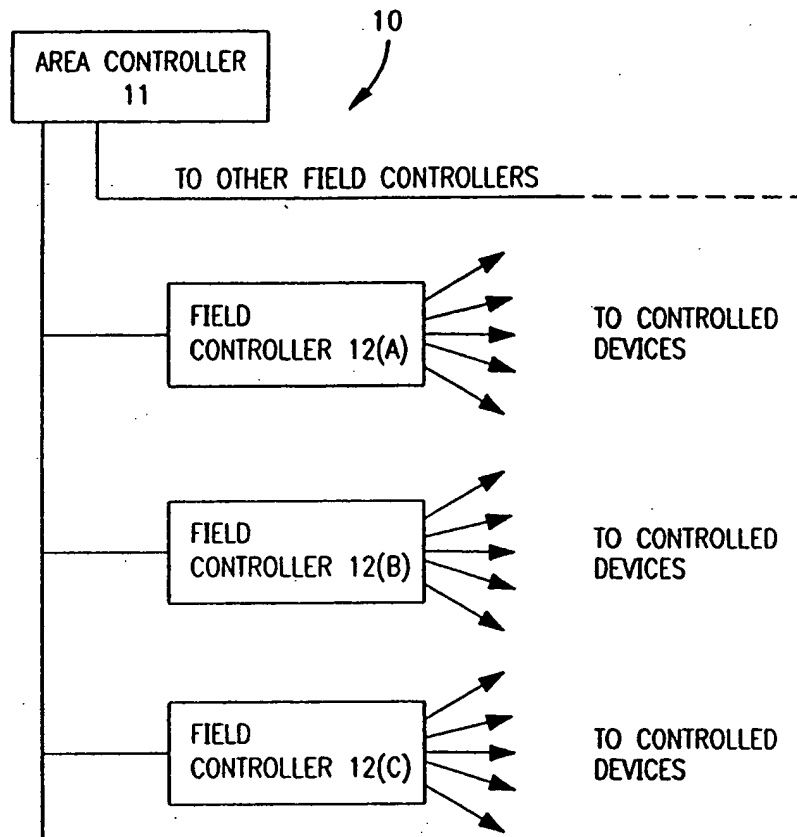 10
AREA CONTROLLER
11
TO OTHER FIELD CONTROLLERS
FIELD
CONTROLLER 12(A)
TO CONTROLLED
DEVICES
FIELD
CONTROLLER 12(B)
TO CONTROLLED
DEVICES
FIELD
CONTROLLER 12(C)
TO CONTROLLED
DEVICES